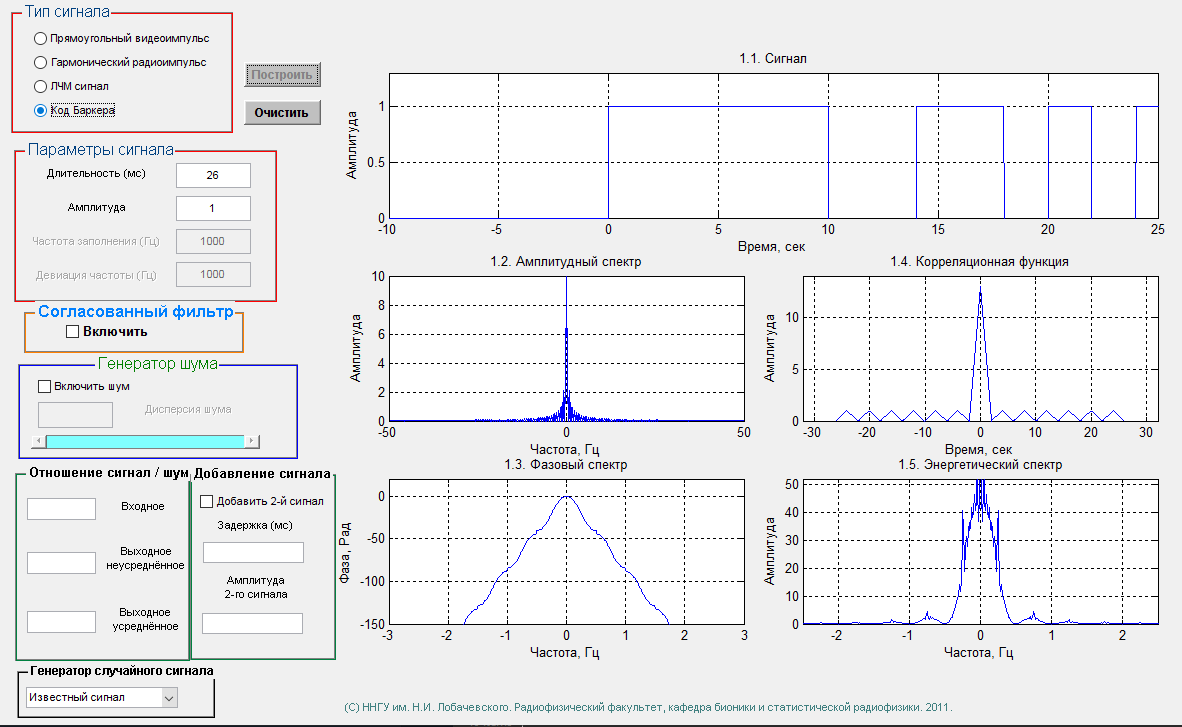 Тип сигнала
Прямоугольный видеоимпульс
Гармонический радиоимпульс
ЛЧМ сигнал
Код Баркера
Построить
Очистить
Параметры сигнала
Длительность (мс)
26
Амплитуда
1
Частота заполнения (Гц)
1000
Девиация частоты (Гц)
1000
Согласованный фильтр
Включить
Генератор шума
Включить шум
Дисперсия шума
Отношение сигнал / шум
Входное
Выходное
неусреднённое
Выходное
усреднённое
Добавление сигнала
Добавить 2-й сигнал
Задержка (мс)
Амплитуда
2-го сигнала
Генератор случайного сигнала
Известный сигнал
1.1. Сигнал
Амплитуда
1
0.5
0
-10 -5 0 5 10 15 20 25
Время, сек
1.2. Амплитудный спектр
Амплитуда
10
8
6
4
2
0
-50 0 50
Частота, Гц
1.4. Корреляционная функция
Амплитуда
10
5
0
-30 -20 -10 0 10 20 30
Время, сек
1.3. Фазовый спектр
Фаза, Рад
0
-50
-100
-150
-3 -2 -1 0 1 2 3
Частота, Гц
1.5. Энергетический спектр
Амплитуда
50
40
30
20
10
0
-2 -1 0 1 2
Частота, Гц
(С) ННГУ им. Н.И. Лобачевского. Радиофизический факультет, кафедра бионики и статистической радиофизики. 2011.